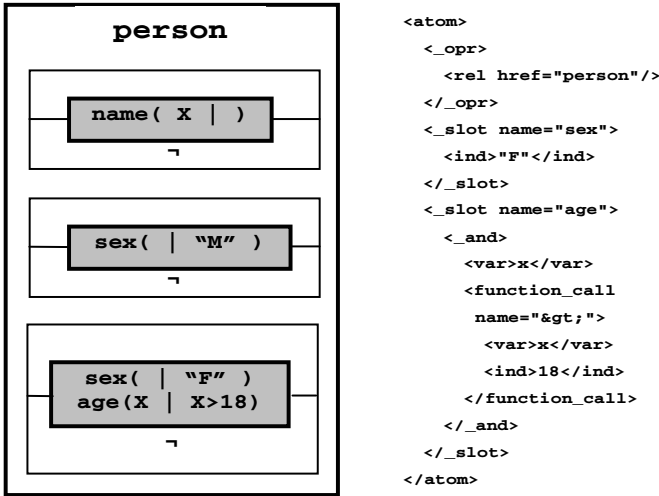 person
name( X | )
¬
sex( | “M” )
¬
sex( | “F” )
age(X | X>18)
¬
<atom>
<_opr>
<rel href="person"/>
</_opr>
<_slot name="sex">
<ind>"F"</ind>
</_slot>
<_slot name="age">
<_and>
<var>x</var>
<function_call
name="&gt;">
<var>x</var>
<ind>18</ind>
</function_call>
</_and>
</_slot>
</atom>